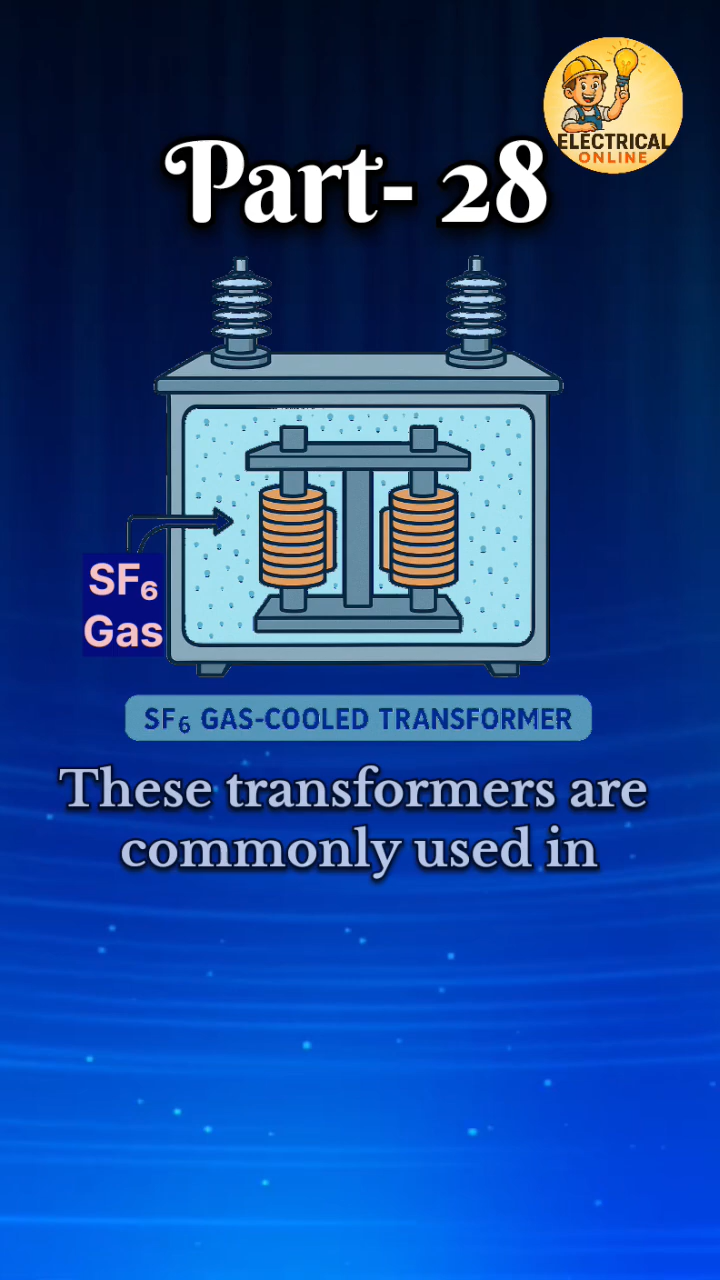 ELECTRICAL
ONLINE
Part- 28
SF₆
Gas
SF₆ GAS-COOLED TRANSFORMER
These transformers are
commonly used in